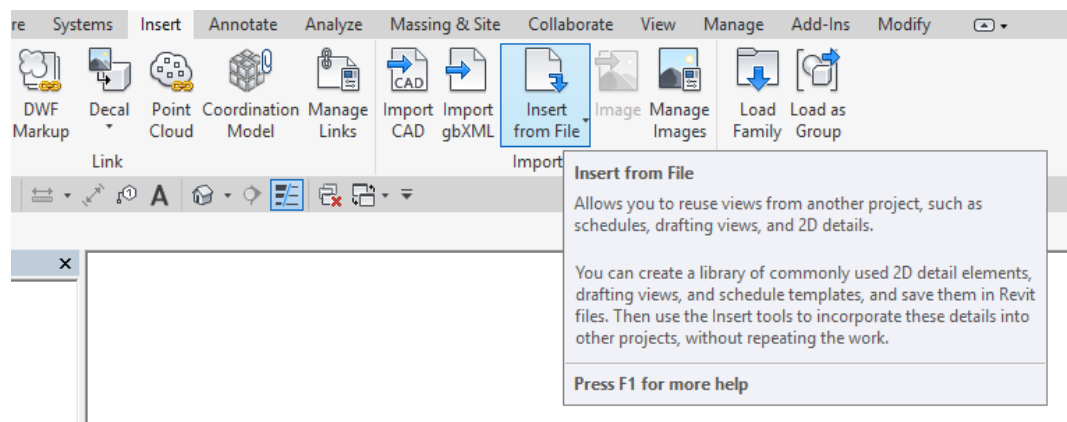 re Systems Insert Annotate Analyze Massing & Site Collaborate View Manage Add-Ins Modify
CAD
DWF Decal Point Coordination Manage Import Import Insert Image Manage Load Load as
Markup Cloud Model Links CAD gbXML from File Images Family Group
Link Import
A
Insert from File
Allows you to reuse views from another project, such as
schedules, drafting views, and 2D details.
You can create a library of commonly used 2D detail elements,
drafting views, and schedule templates, and save them in Revit
files. Then use the Insert tools to incorporate these details into
other projects, without repeating the work.
Press F1 for more help